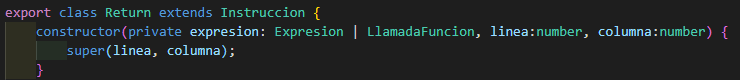 export class Return extends Instruccion {
    constructor(private expresion: Expresion | LlamadaFuncion, linea:number, columna:number) {
        super(linea, columna);
    }